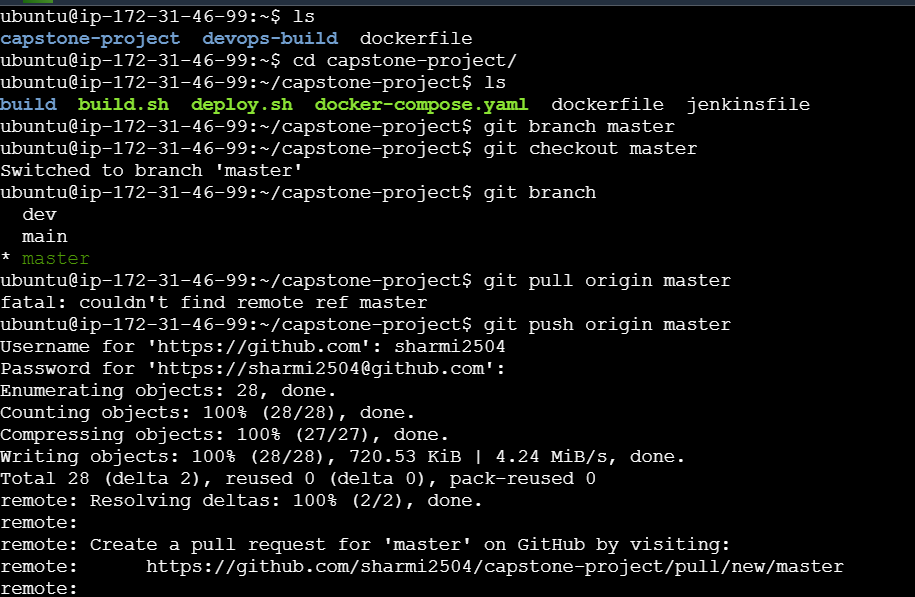 ubuntu@ip-172-31-46-99:~$ ls
capstone-project  devops-build  dockerfile
ubuntu@ip-172-31-46-99:~$ cd capstone-project/
ubuntu@ip-172-31-46-99:~/capstone-project$ ls
build  build.sh  deploy.sh  docker-compose.yaml  dockerfile  jenkinsfile
ubuntu@ip-172-31-46-99:~/capstone-project$ git branch master
ubuntu@ip-172-31-46-99:~/capstone-project$ git checkout master
Switched to branch 'master'
ubuntu@ip-172-31-46-99:~/capstone-project$ git branch
  dev
  main
* master
ubuntu@ip-172-31-46-99:~/capstone-project$ git pull origin master
fatal: couldn't find remote ref master
ubuntu@ip-172-31-46-99:~/capstone-project$ git push origin master
Username for 'https://github.com': sharmi2504
Password for 'https://sharmi2504@github.com':
Enumerating objects: 28, done.
Counting objects: 100% (28/28), done.
Compressing objects: 100% (27/27), done.
Writing objects: 100% (28/28), 720.53 KiB | 4.24 MiB/s, done.
Total 28 (delta 2), reused 0 (delta 0), pack-reused 0
remote: Resolving deltas: 100% (2/2), done.
remote:
remote: Create a pull request for 'master' on GitHub by visiting:
remote:      https://github.com/sharmi2504/capstone-project/pull/new/master
remote: